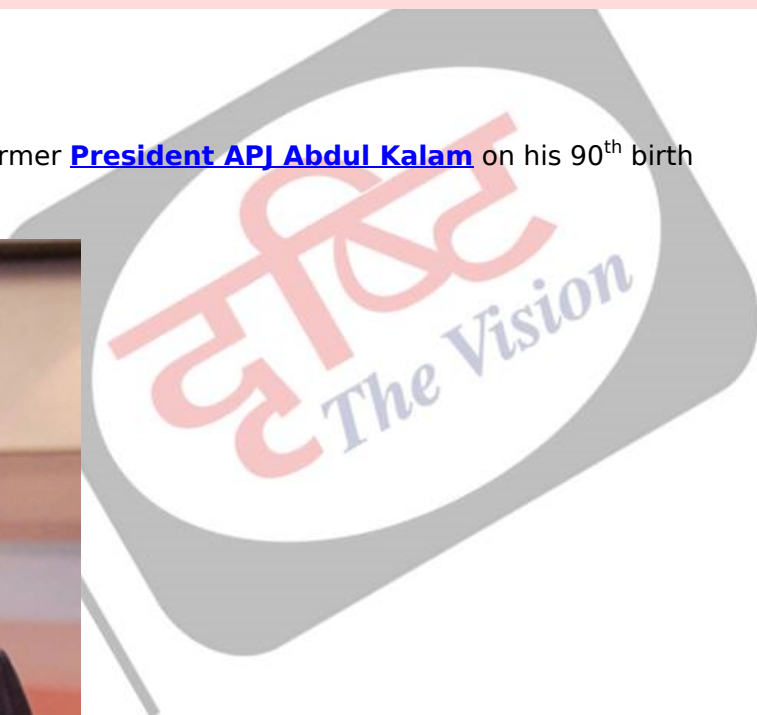 rmer President APJ Abdul Kalam on his 90th birth
दृष्टि
The Vision